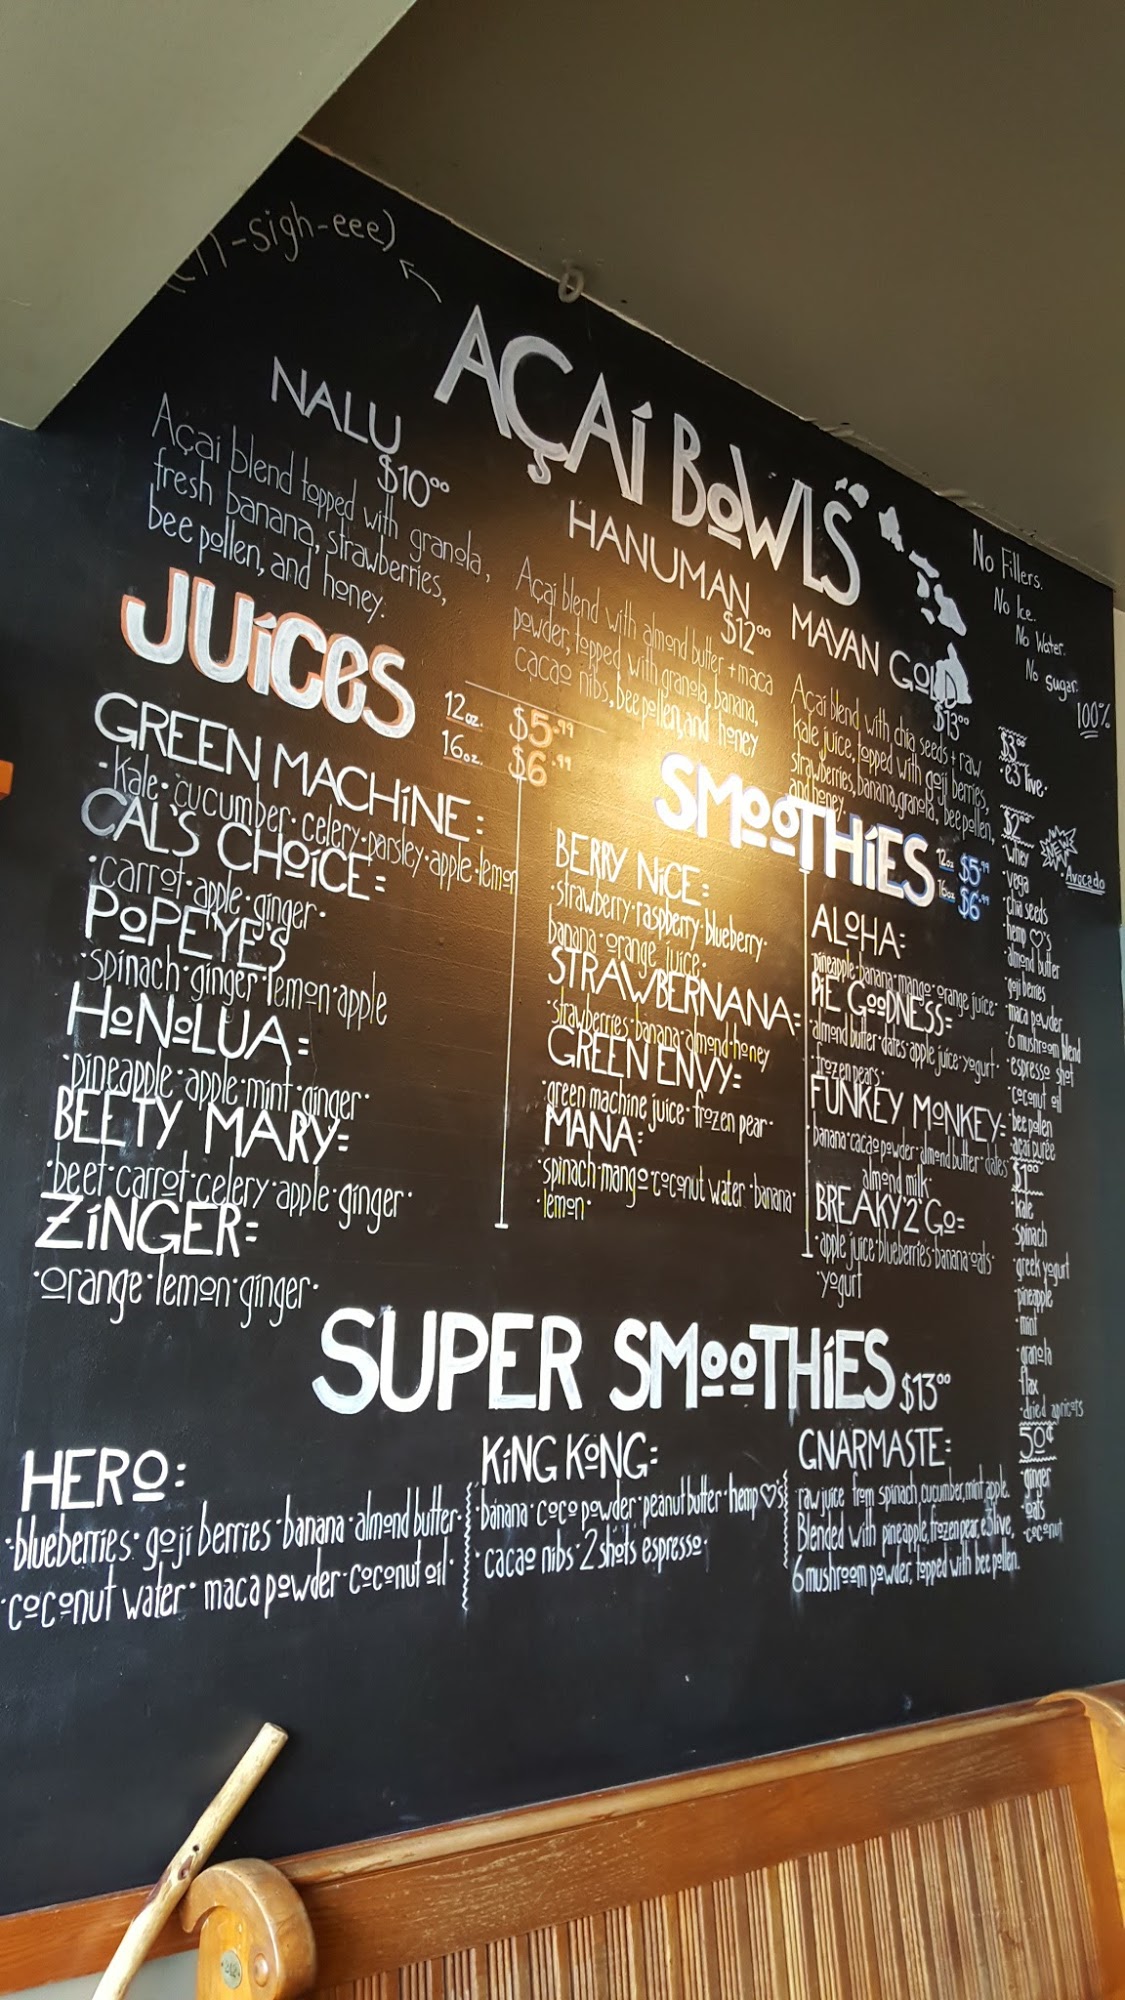 -sigh-eee)
AÇAÍ BOWLS
NALU
$10⁰⁰
Açaí blend topped with granola,
fresh banana, strawberries,
bee pollen, and honey.
HANUMAN
$12⁰⁰
Açaí blend with almond butter + maca
powder, topped with granola, banana,
cacao nibs, bee pollen, and honey
MAYAN GOLD
$13⁰⁰
Açaí blend with chia seeds + raw
kale juice, topped with goji berries,
strawberries, banana, granola, bee pollen,
and honey.
No Fillers.
No Ice.
No Water.
No Sugar.
100%
JUICES
12oz. $5.99
16oz. $6.99
GREEN MACHINE:
·kale·cucumber·celery·parsley·apple·lemon
CAL'S CHOICE:
·carrot·apple·ginger·
POPEYE'S
·spinach·ginger·lemon·apple
HONOLUA:
·pineapple·apple·mint·ginger·
BEETY MARY:
·beet·carrot·celery·apple·ginger·
ZINGER:
·orange·lemon·ginger·
SMOOTHIES
12oz $5.99
16oz $6.99
BERRY NICE:
·strawberry·raspberry·blueberry·
banana·orange juice·
STRAWBERNANA:
·strawberries·banana·almond·honey
GREEN ENVY:
·green machine juice·frozen pear·
MANA:
·spinach·mango·coconut water·banana·
·lemon·
ALOHA:
pineapple·banana·mango·orange juice·
PIE GOODNESS:
·almond butter·dates·apple juice·yogurt·
·frozen pears·
FUNKEY MONKEY:
banana·cacao powder·almond butter·dates·
almond milk·
BREAKY'2'GO:
·apple juice·blueberries·banana·oats·
·yogurt
$3⁰⁰
·e3 live·
$2⁰⁰
whey
·vega
·chia seeds
·hemp ♡'s
·almond butter
·goji berries
·maca powder
·6 mushroom blend
·espresso shot
·coconut oil
·bee pollen
·açaí purée
NEW
·Avocado
$1⁰⁰
·kale
·spinach
·greek yogurt
·pineapple
·mint
·granola
·flax
·dried apricots
50¢
·ginger
·oats
·coconut
SUPER SMOOTHIES $13⁰⁰
HERO:
·blueberries·goji berries·banana·almond butter·
·coconut water·maca powder·coconut oil·
KING KONG:
·banana·coco powder·peanut butter·hemp ♡'s
·cacao nibs·2 shots espresso·
GNARMASTE:
raw juice from spinach, cucumber, mint, apple.
Blended with pineapple, frozen pear, e3live,
6 mushroom powder, topped with bee pollen.